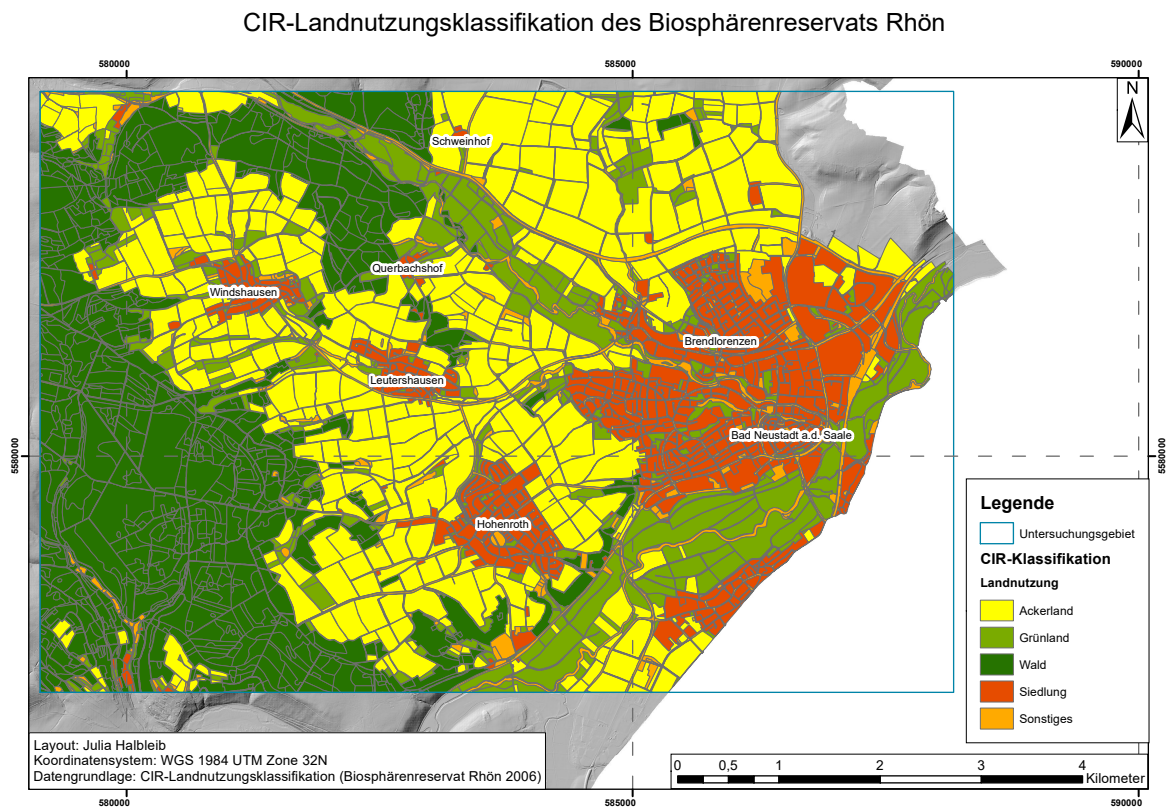 CIR-Landnutzungsklassifikation des Biosphärenreservats Rhön
580000
585000
590000
N
Schweinhof
Querbachshof
Windshausen
Brendlorenzen
Leutershausen
Bad Neustadt a.d. Saale
5580000
5580000
Hohenroth
Legende
Untersuchungsgebiet
CIR-Klassifikation
Landnutzung
Ackerland
Grünland
Wald
Siedlung
Sonstiges
Layout: Julia Halbleib
Koordinatensystem: WGS 1984 UTM Zone 32N
Datengrundlage: CIR-Landnutzungsklassifikation (Biosphärenreservat Rhön 2006)
0 0,5 1 2 3 4
Kilometer
580000
585000
590000